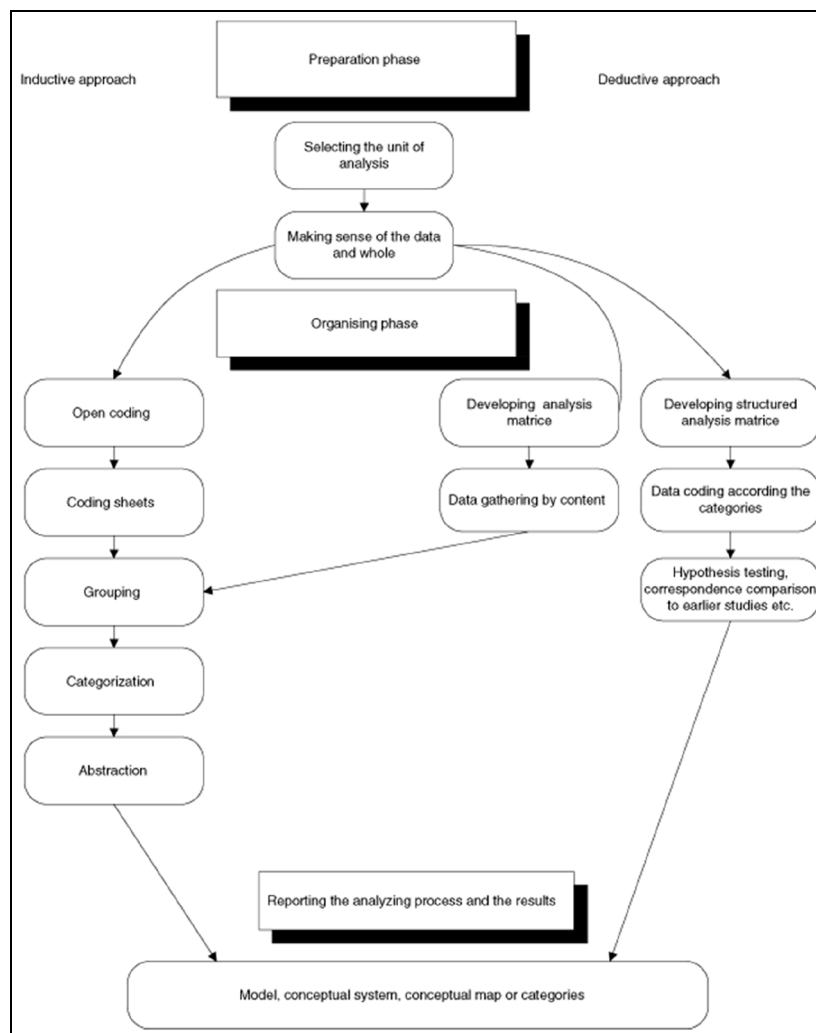 Preparation phase
Inductive approach
Deductive approach
Selecting the unit of
analysis
Making sense of the data
and whole
Organising phase
Open coding
Developing analysis
matrice
Developing structured
analysis matrice
Coding sheets
Data gathering by content
Data coding according the
categories
Grouping
Hypothesis testing,
correspondence comparison
to earlier studies etc.
Categorization
Abstraction
Reporting the analyzing process and the results
Model, conceptual system, conceptual map or categories